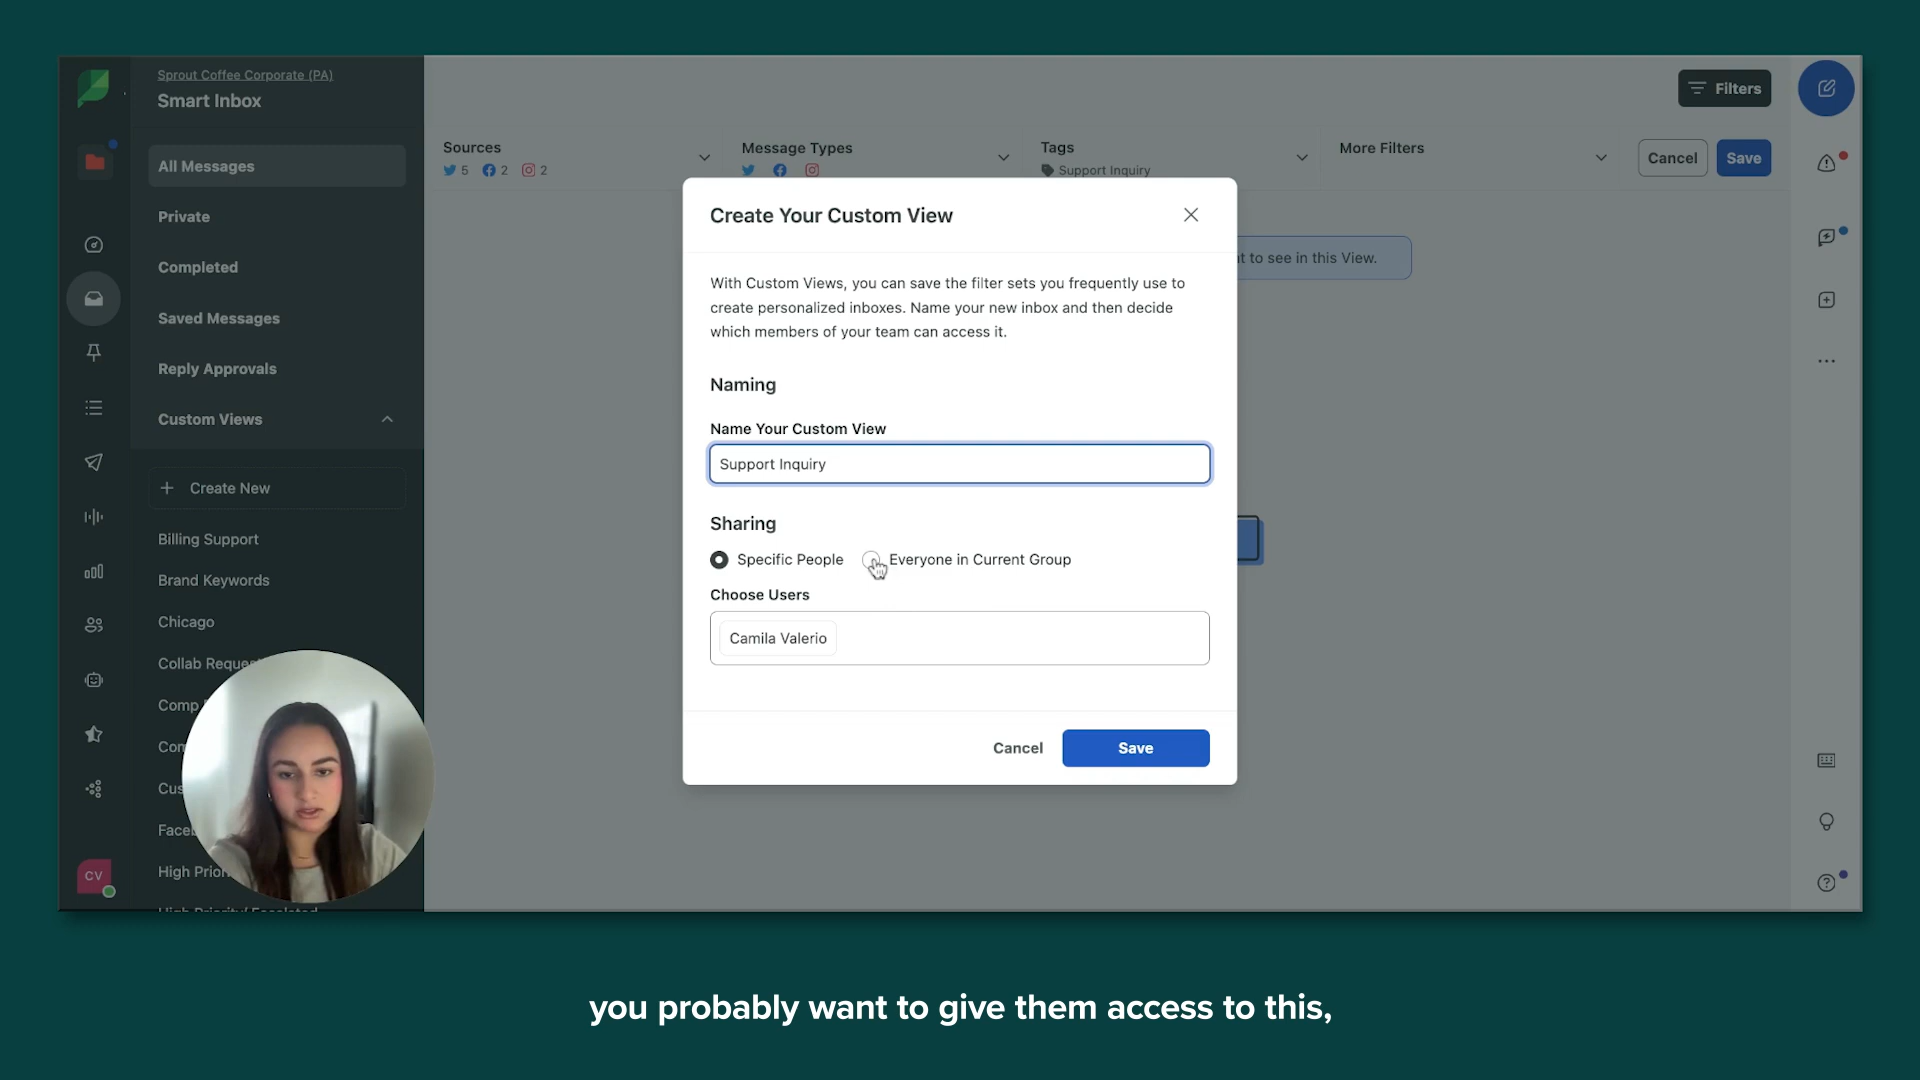 Sprout Coffee Corporate (PA)
Smart Inbox
All Messages
Private
Completed
Saved Messages
Reply Approvals
Custom Views
Create New
Billing Support
Brand Keywords
Chicago
Collab
Comp
Filters
Sources
5
2
2
Message Types
Tags
Support Inquiry
More Filters
Cancel
Save
to see in this View.
Create Your Custom View
With Custom Views, you can save the filter sets you frequently use to
create personalized inboxes. Name your new inbox and then decide
which members of your team can access it.
Naming
Name Your Custom View
Support Inquiry
Sharing
Specific People
Everyone in Current Group
Choose Users
Camila Valerio
Cancel
Save
High
CV
you probably want to give them access to this,